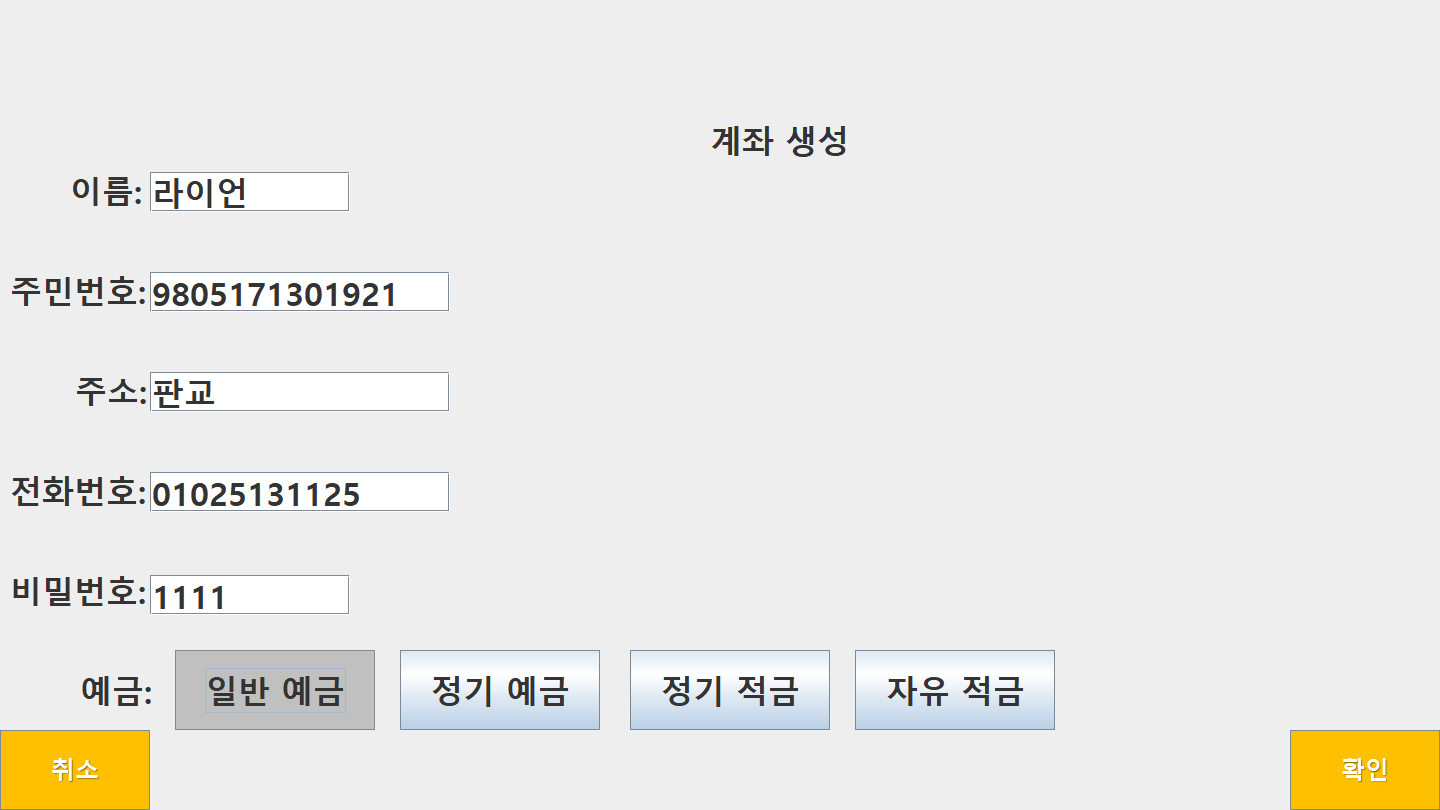 계좌 생성
이름: 라이언
주민번호: 9805171301921
주소: 판교
전화번호: 01025131125
비밀번호: 1111
예금: 일반 예금 정기 예금 정기 적금 자유 적금
취소 확인